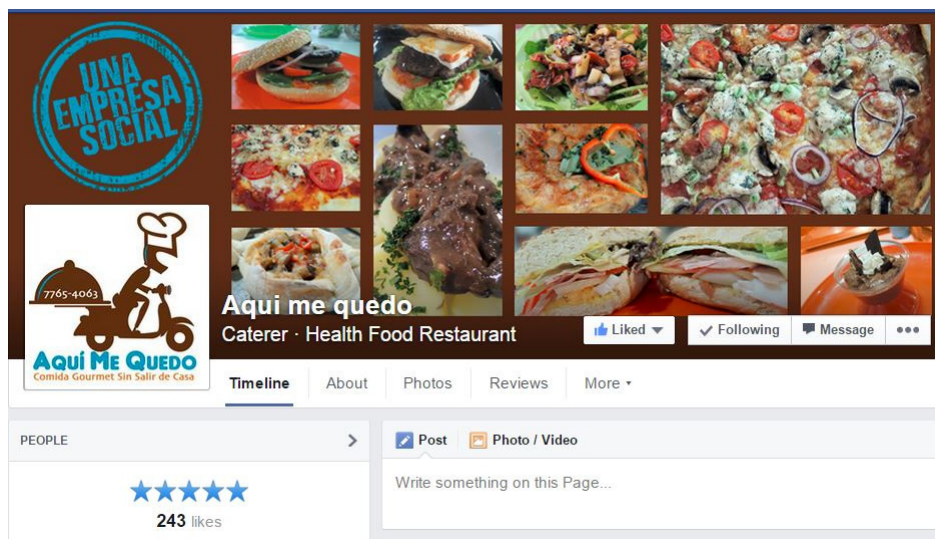 UNA
EMPRESA
SOCIAL
7765-4063
AQUÍ ME QUEDO
Comida Gourmet Sin Salir de Casa
Aqui me quedo
Caterer · Health Food Restaurant
Liked
Following
Message
Timeline
About
Photos
Reviews
More
PEOPLE
243 likes
Post
Photo / Video
Write something on this Page...